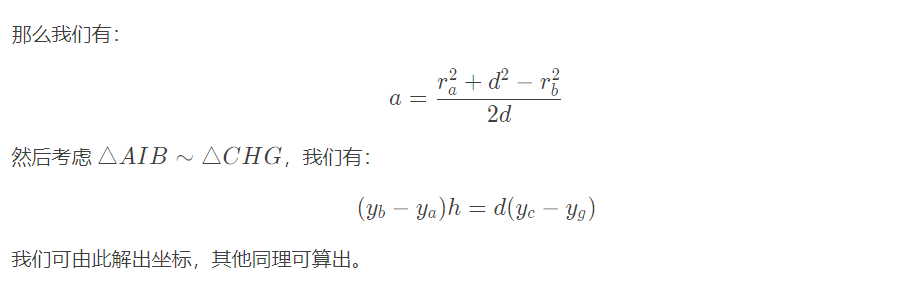 那么我们有：
a = \frac{r_a^2 + d^2 - r_b^2}{2d}
然后考虑 △AIB ∼ △CHG，我们有：
(y_b − y_a)h = d(y_c − y_g)
我们可由此解出坐标，其他同理可算出。